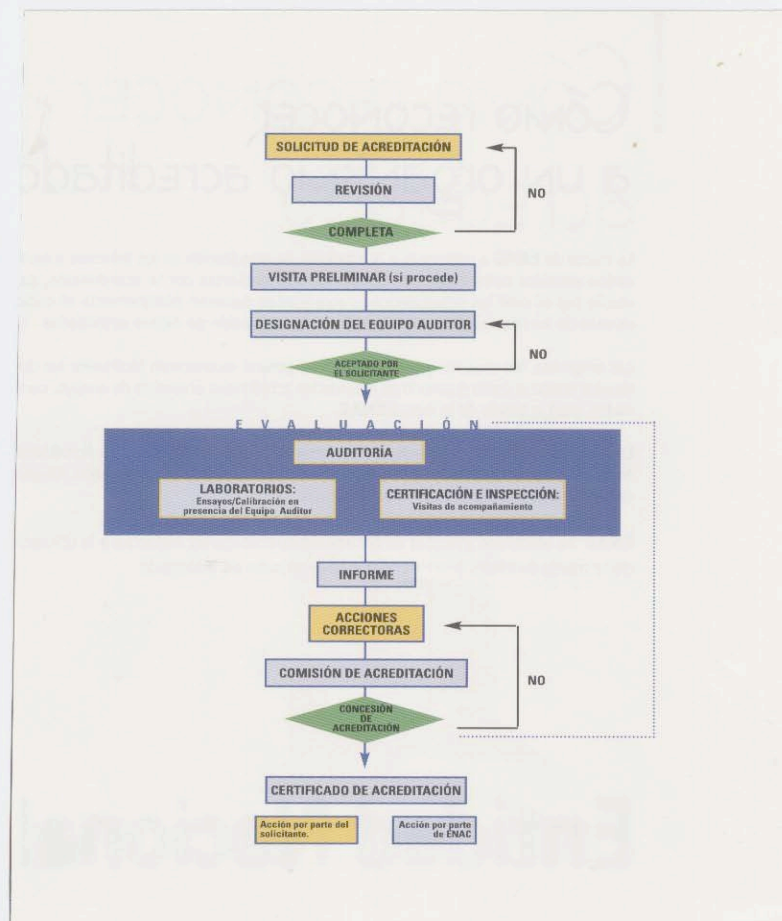 SOLICITUD DE ACREDITACIÓN
REVISIÓN
NO
COMPLETA
VISITA PRELIMINAR (si procede)
DESIGNACIÓN DEL EQUIPO AUDITOR
NO
ACEPTADO POR
EL SOLICITANTE
EVALUACIÓN
AUDITORÍA
LABORATORIOS:
Ensayos/Calibración en
presencia del Equipo Auditor
CERTIFICACIÓN E INSPECCIÓN:
Visitas de acompañamiento
INFORME
ACCIONES
CORRECTORAS
COMISIÓN DE ACREDITACIÓN
NO
CONCESIÓN
DE
ACREDITACIÓN
CERTIFICADO DE ACREDITACIÓN
Acción por parte del
solicitante.
Acción por parte
de ENAC